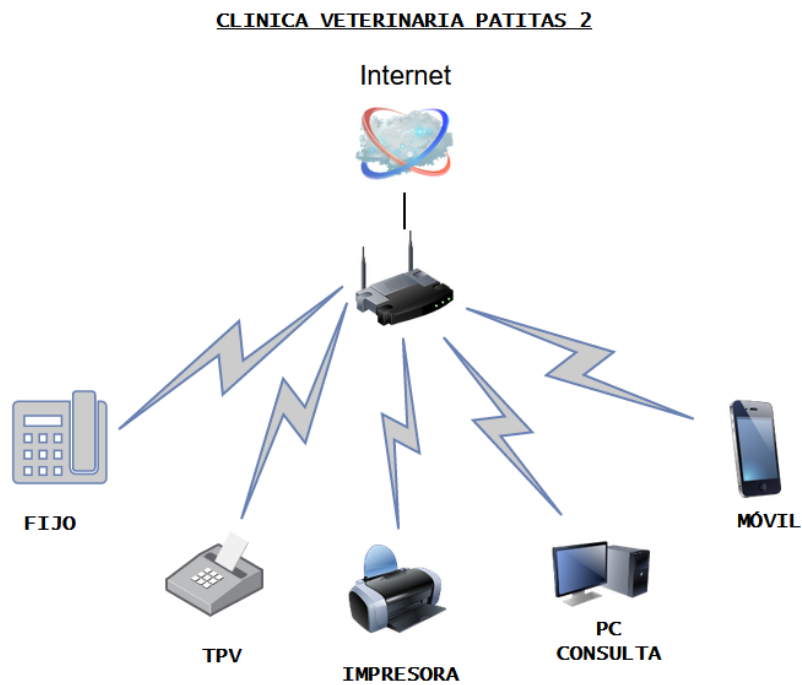 CLINICA VETERINARIA PATITAS 2
Internet
FIJO
MÓVIL
TPV
IMPRESORA
PC
CONSULTA